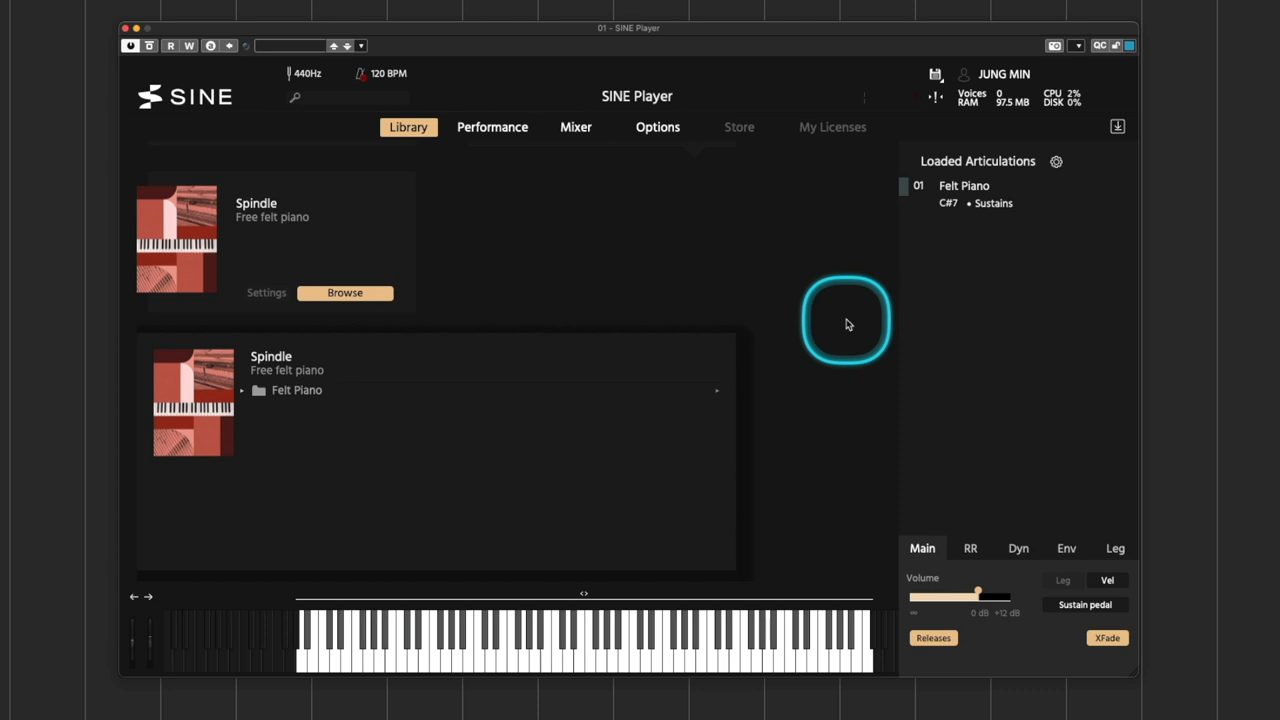 01 - SINE Player
R W a QC
440Hz 120 BPM JUNG MIN
SINE SINE Player Voices 0 CPU 2%
RAM 97.5 MB DISK 0%
Library Performance Mixer Options Store My Licenses
Loaded Articulations
01 Felt Piano
C#7 • Sustains
Spindle
Free felt piano
Settings Browse
Spindle
Free felt piano
Felt Piano
Main RR Dyn Env Leg
Volume
Leg Vel
Sustain pedal
∞ 0 dB +12 dB
Releases XFade